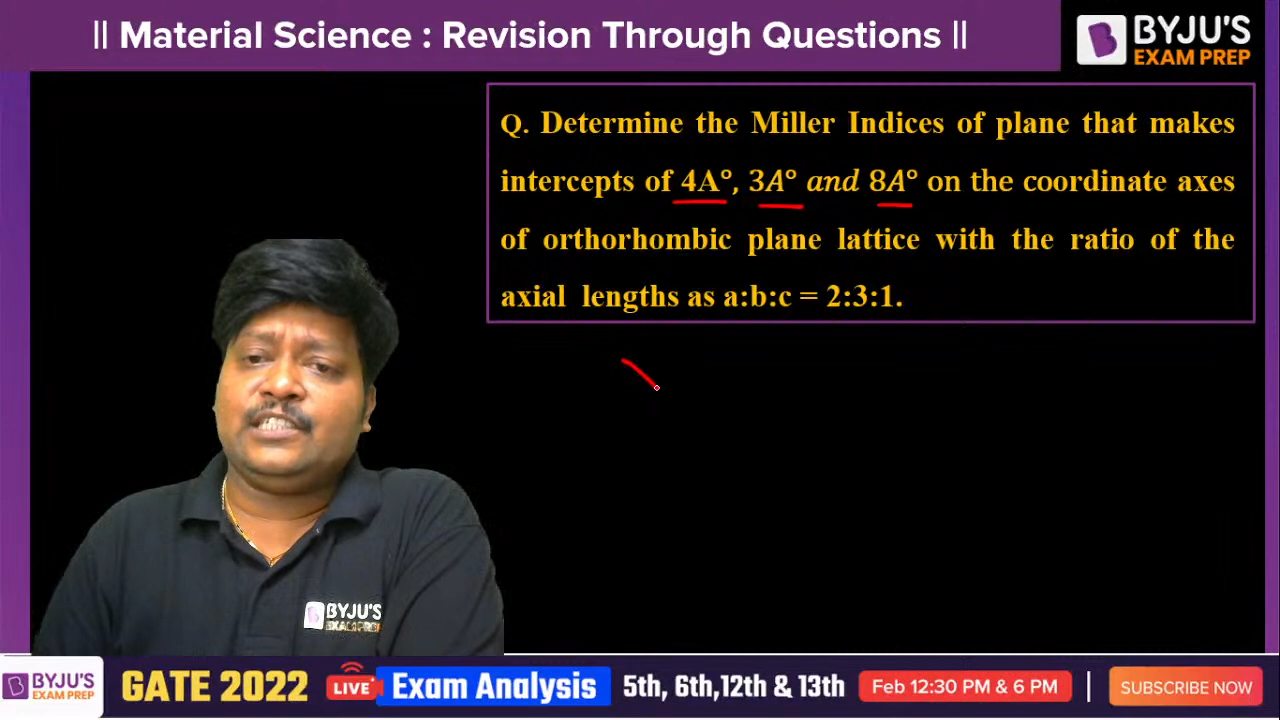 || Material Science : Revision Through Questions ||
BYJU'S
EXAM PREP
Q. Determine the Miller Indices of plane that makes
intercepts of 4A°, 3A° and 8A° on the coordinate axes
of orthorhombic plane lattice with the ratio of the
axial lengths as a:b:c = 2:3:1.
BYJU'S
EXAM PREP
BYJU'S
EXAM PREP
GATE 2022
LIVE
Exam Analysis
5th, 6th,12th & 13th
Feb 12:30 PM & 6 PM
SUBSCRIBE NOW